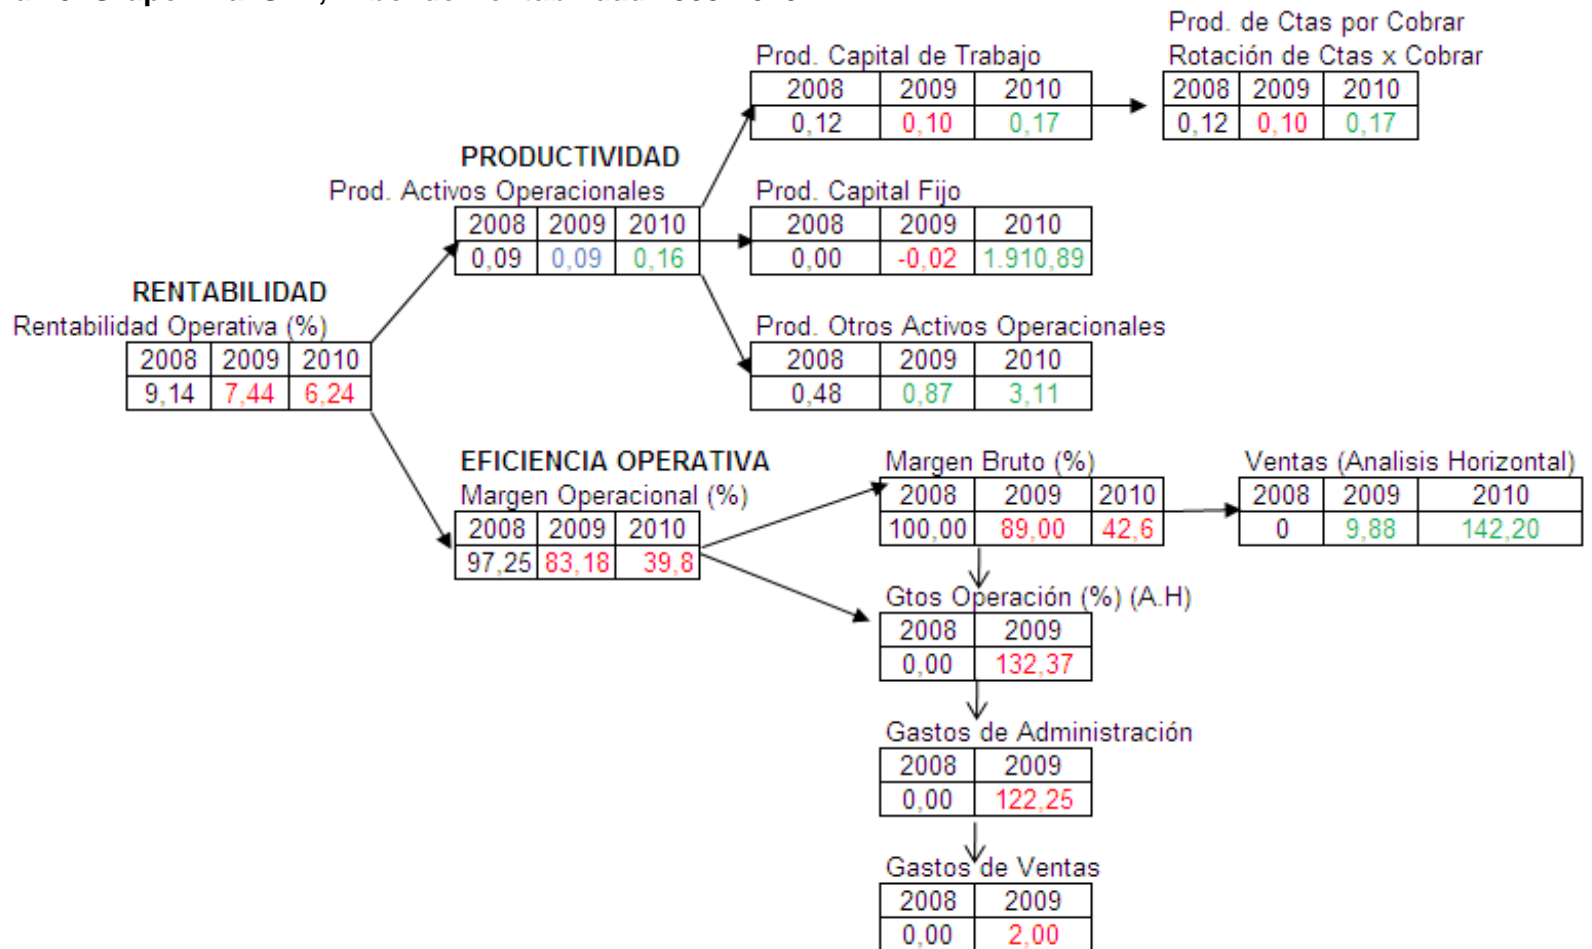 Prod. de Ctas por Cobrar
Prod. Capital de Trabajo
Rotación de Ctas x Cobrar
2008 2009 2010
0,12 0,10 0,17
2008 2009 2010
0,12 0,10 0,17
PRODUCTIVIDAD
Prod. Activos Operacionales
2008 2009 2010
0,09 0,09 0,16
Prod. Capital Fijo
2008 2009 2010
0,00 -0,02 1.910,89
RENTABILIDAD
Rentabilidad Operativa (%)
2008 2009 2010
9,14 7,44 6,24
Prod. Otros Activos Operacionales
2008 2009 2010
0,48 0,87 3,11
EFICIENCIA OPERATIVA
Margen Operacional (%)
2008 2009 2010
97,25 83,18 39,8
Margen Bruto (%)
2008 2009 2010
100,00 89,00 42,6
Ventas (Analisis Horizontal)
2008 2009 2010
0 9,88 142,20
Gtos Operación (%) (A.H)
2008 2009
0,00 132,37
Gastos de Administración
2008 2009
0,00 122,25
Gastos de Ventas
2008 2009
0,00 2,00